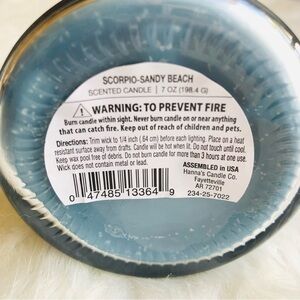 SCORPIO-SANDY BEACH
SCENTED CANDLE | 7 OZ (198.4 G)
WARNING: TO PREVENT FIRE
Burn candle within sight. Never burn candle on or near anything
that can catch fire. Keep out of reach of children and pets.
Directions: Trim wick to 1/4 inch (.64 cm) before each lighting. Place on a heat
resistant surface away from drafts. Candle will be hot when lit. Do not touch until cool.
Keep wax pool free of debris. Do not burn candle for more than 3 hours at one use.
Wick does not contain metal or lead.
ASSEMBLED IN USA
Hanna's Candle Co.
Fayetteville
AR 72701
234-25-7022
0 47485 13364 9